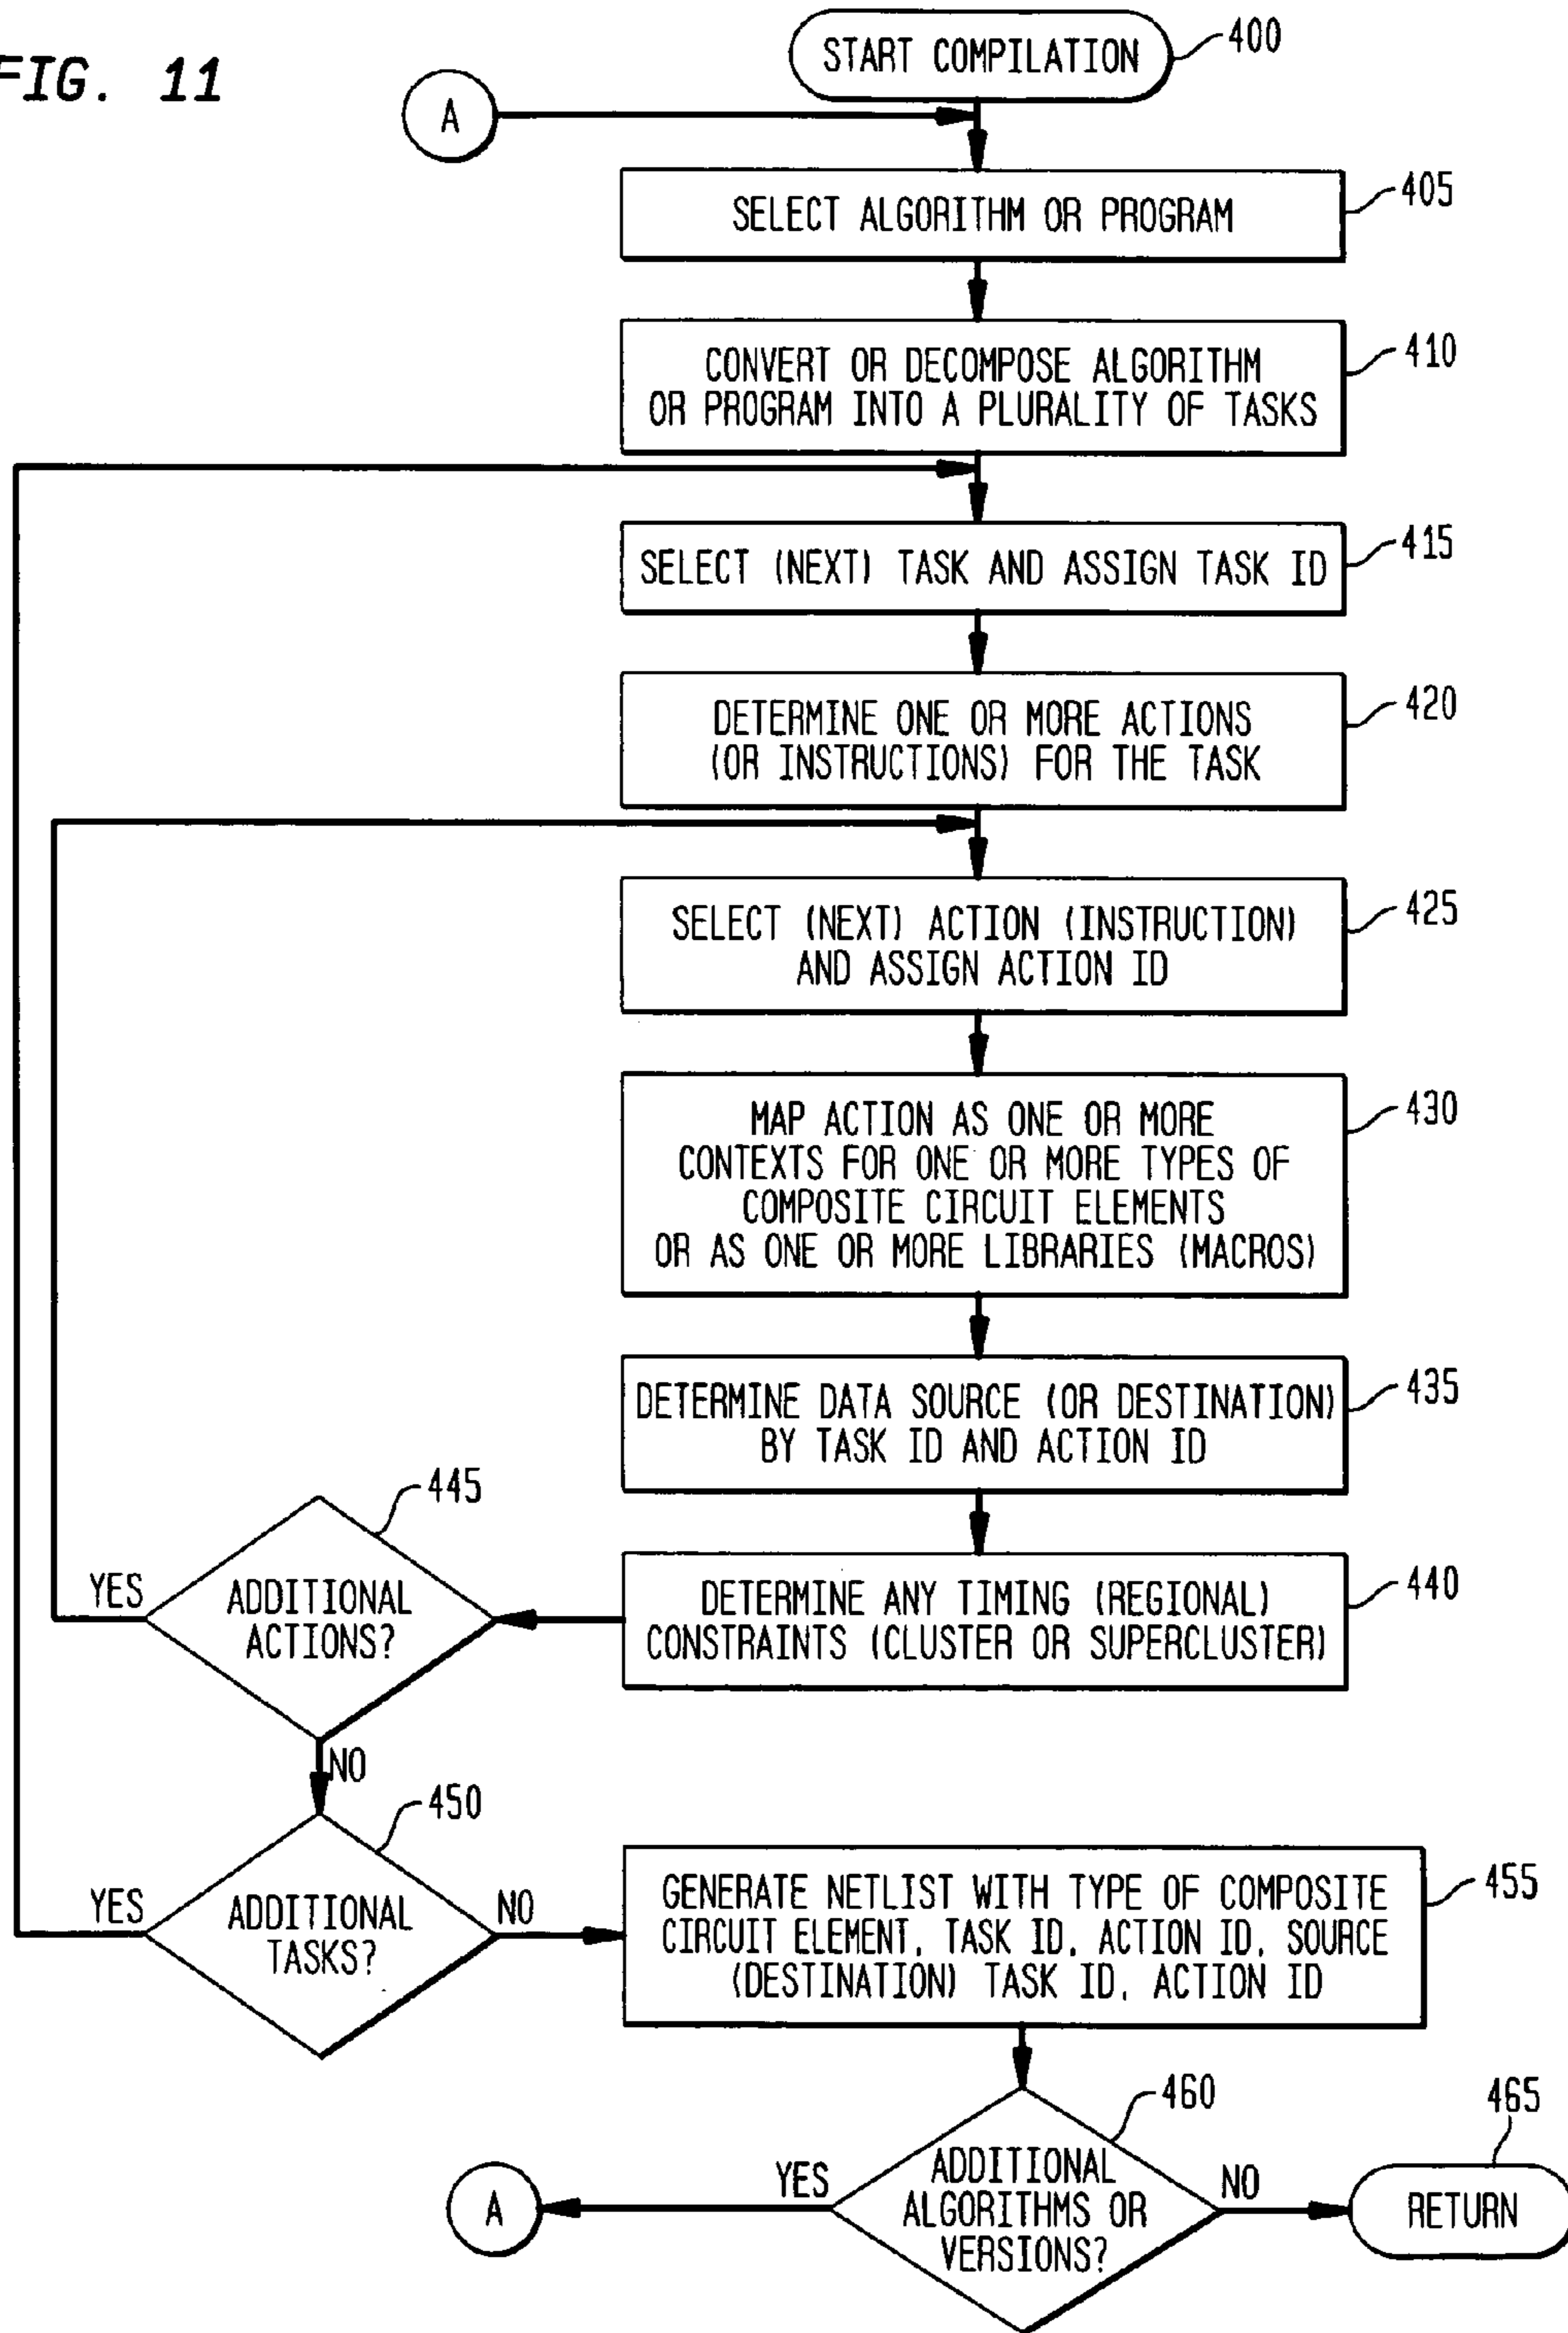 FIG. 11
START COMPILATION
400
A
SELECT ALGORITHM OR PROGRAM
405
CONVERT OR DECOMPOSE ALGORITHM
OR PROGRAM INTO A PLURALITY OF TASKS
410
SELECT (NEXT) TASK AND ASSIGN TASK ID
415
DETERMINE ONE OR MORE ACTIONS
(OR INSTRUCTIONS) FOR THE TASK
420
SELECT (NEXT) ACTION (INSTRUCTION)
AND ASSIGN ACTION ID
425
MAP ACTION AS ONE OR MORE
CONTEXTS FOR ONE OR MORE TYPES OF
COMPOSITE CIRCUIT ELEMENTS
OR AS ONE OR MORE LIBRARIES (MACROS)
430
DETERMINE DATA SOURCE (OR DESTINATION)
BY TASK ID AND ACTION ID
435
DETERMINE ANY TIMING (REGIONAL)
CONSTRAINTS (CLUSTER OR SUPERCLUSTER)
440
445
YES
ADDITIONAL
ACTIONS?
NO
450
YES
ADDITIONAL
TASKS?
NO
GENERATE NETLIST WITH TYPE OF COMPOSITE
CIRCUIT ELEMENT, TASK ID, ACTION ID, SOURCE
(DESTINATION) TASK ID, ACTION ID
455
460
ADDITIONAL
ALGORITHMS OR
VERSIONS?
YES
A
NO
465
RETURN